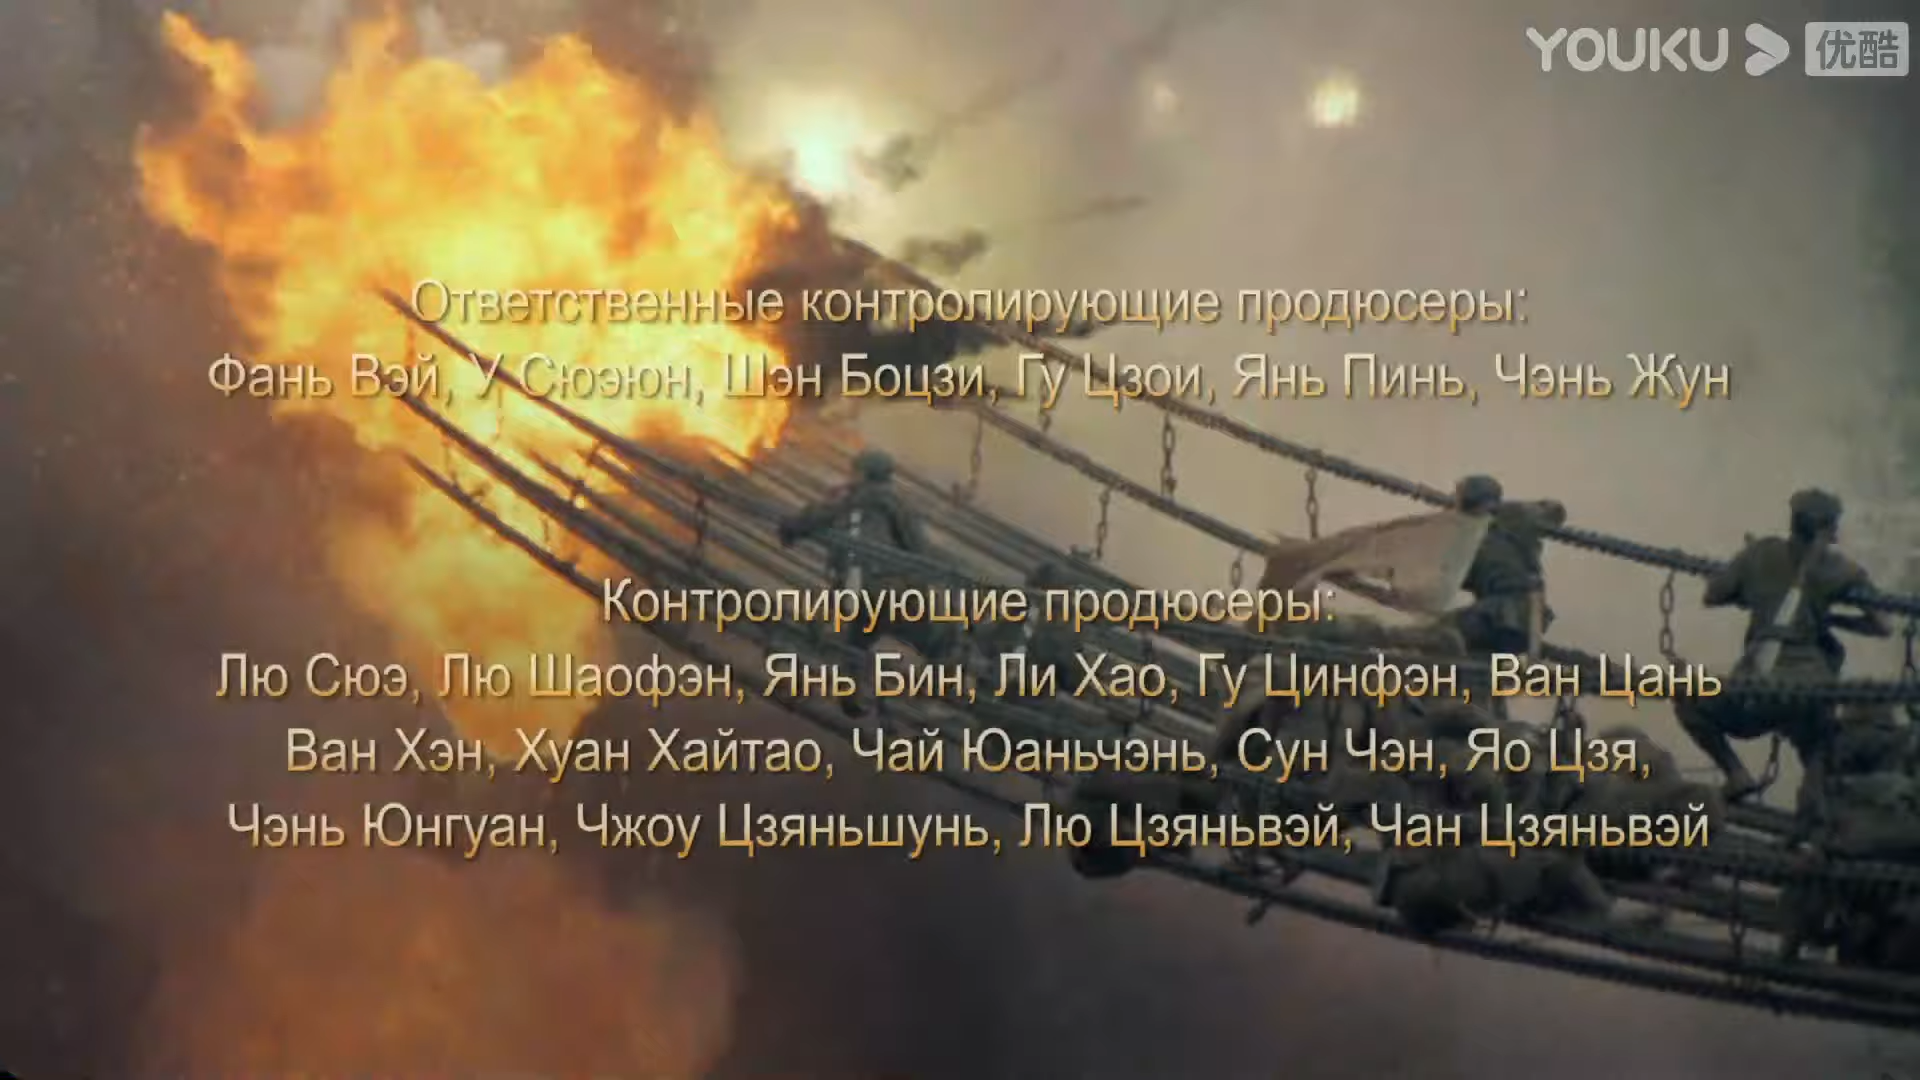 YOUKU 优酷
Ответственные контролирующие продюсеры:
Фань Вэй, У Сюэюн, Шэн Боцзи, Гу Цзои, Янь Пинь, Чэнь Жун
Контролирующие продюсеры:
Лю Сюэ, Лю Шаофэн, Янь Бин, Ли Хао, Гу Цинфэн, Ван Цань
Ван Хэн, Хуан Хайтао, Чай Юаньчэнь, Сун Чэн, Яо Цзя,
Чэнь Юнгуан, Чжоу Цзяньшунь, Лю Цзяньвэй, Чан Цзяньвэй